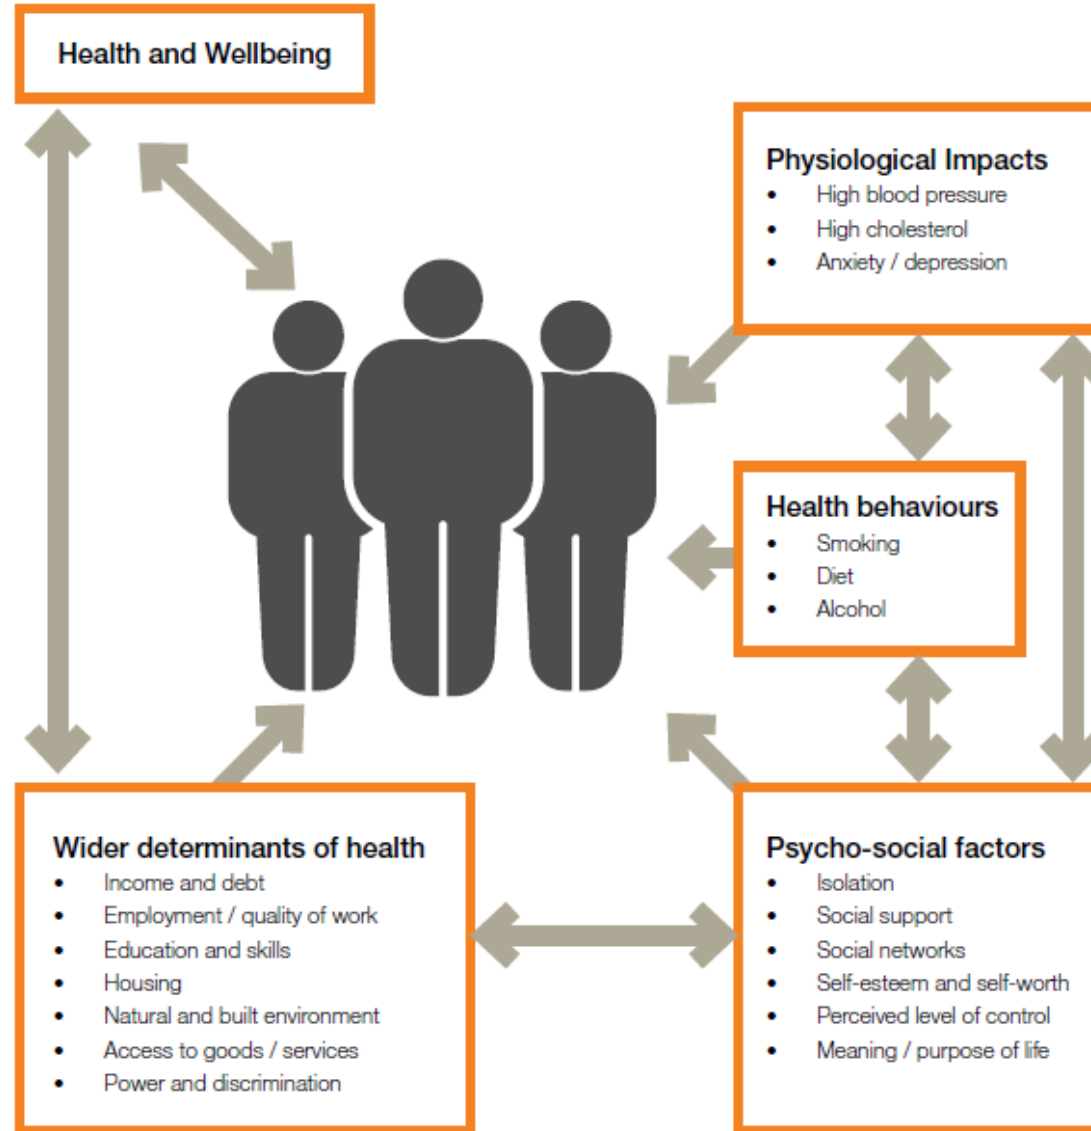 Health and Wellbeing
Physiological Impacts
• High blood pressure
• High cholesterol
• Anxiety / depression
Health behaviours
• Smoking
• Diet
• Alcohol
Wider determinants of health
• Income and debt
• Employment / quality of work
• Education and skills
• Housing
• Natural and built environment
• Access to goods / services
• Power and discrimination
Psycho-social factors
• Isolation
• Social support
• Social networks
• Self-esteem and self-worth
• Perceived level of control
• Meaning / purpose of life